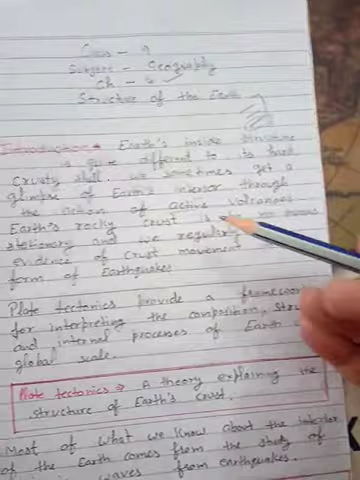 Class - 9
Subject - Geography
Ch -
Structure of the Earth
Introduction Earth's inside structure
is quite different to its hard
Crusty shell. We sometimes get a
glimpse of Earth's interior through
the action of active volcanoes
Earth's rocky crust is no means
stationary and we regularly
evidence of crust movement
form of Earthquakes
Plate tectonics provide a framework
for interpreting the composition,
and internal processes of Earth
global scale.
Plate tectonics → A theory explaining the
structure of Earth's crust.
Most of what we know about the interior
of the Earth comes from the study of
waves from earthquakes.